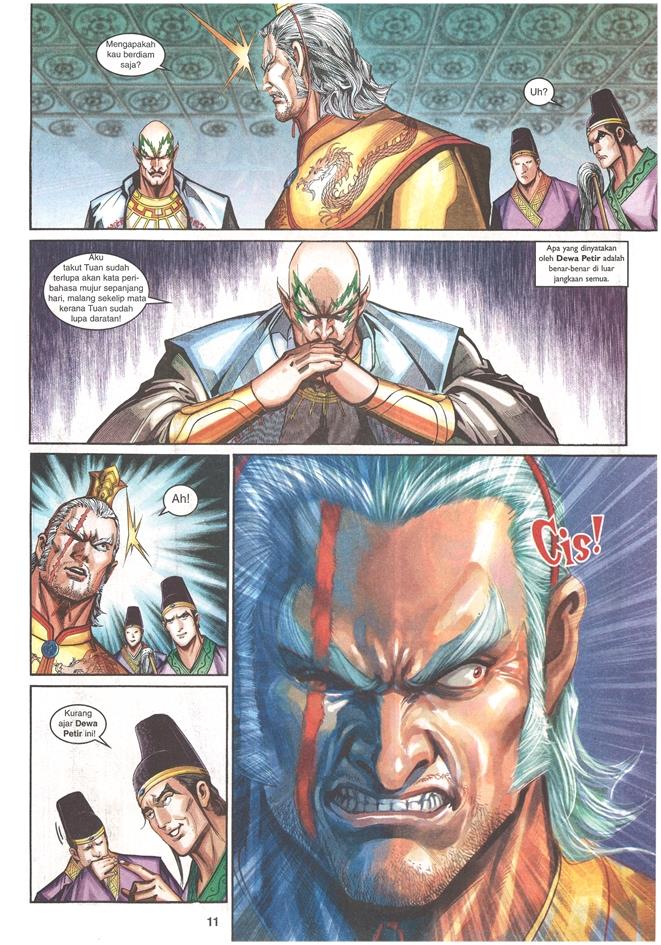 Mengapakah
kau berdiam
saja?
Uh?
Aku
takut Tuan sudah
terlupa akan kata peri-
bahasa mujur sepanjang
hari, malang sekelip mata
kerana Tuan sudah
lupa daratan!
Apa yang dinyatakan
oleh Dewa Petir adalah
benar-benar di luar
jangkaan semua.
Ah!
Cis!
Kurang
ajar Dewa
Petir ini!
11